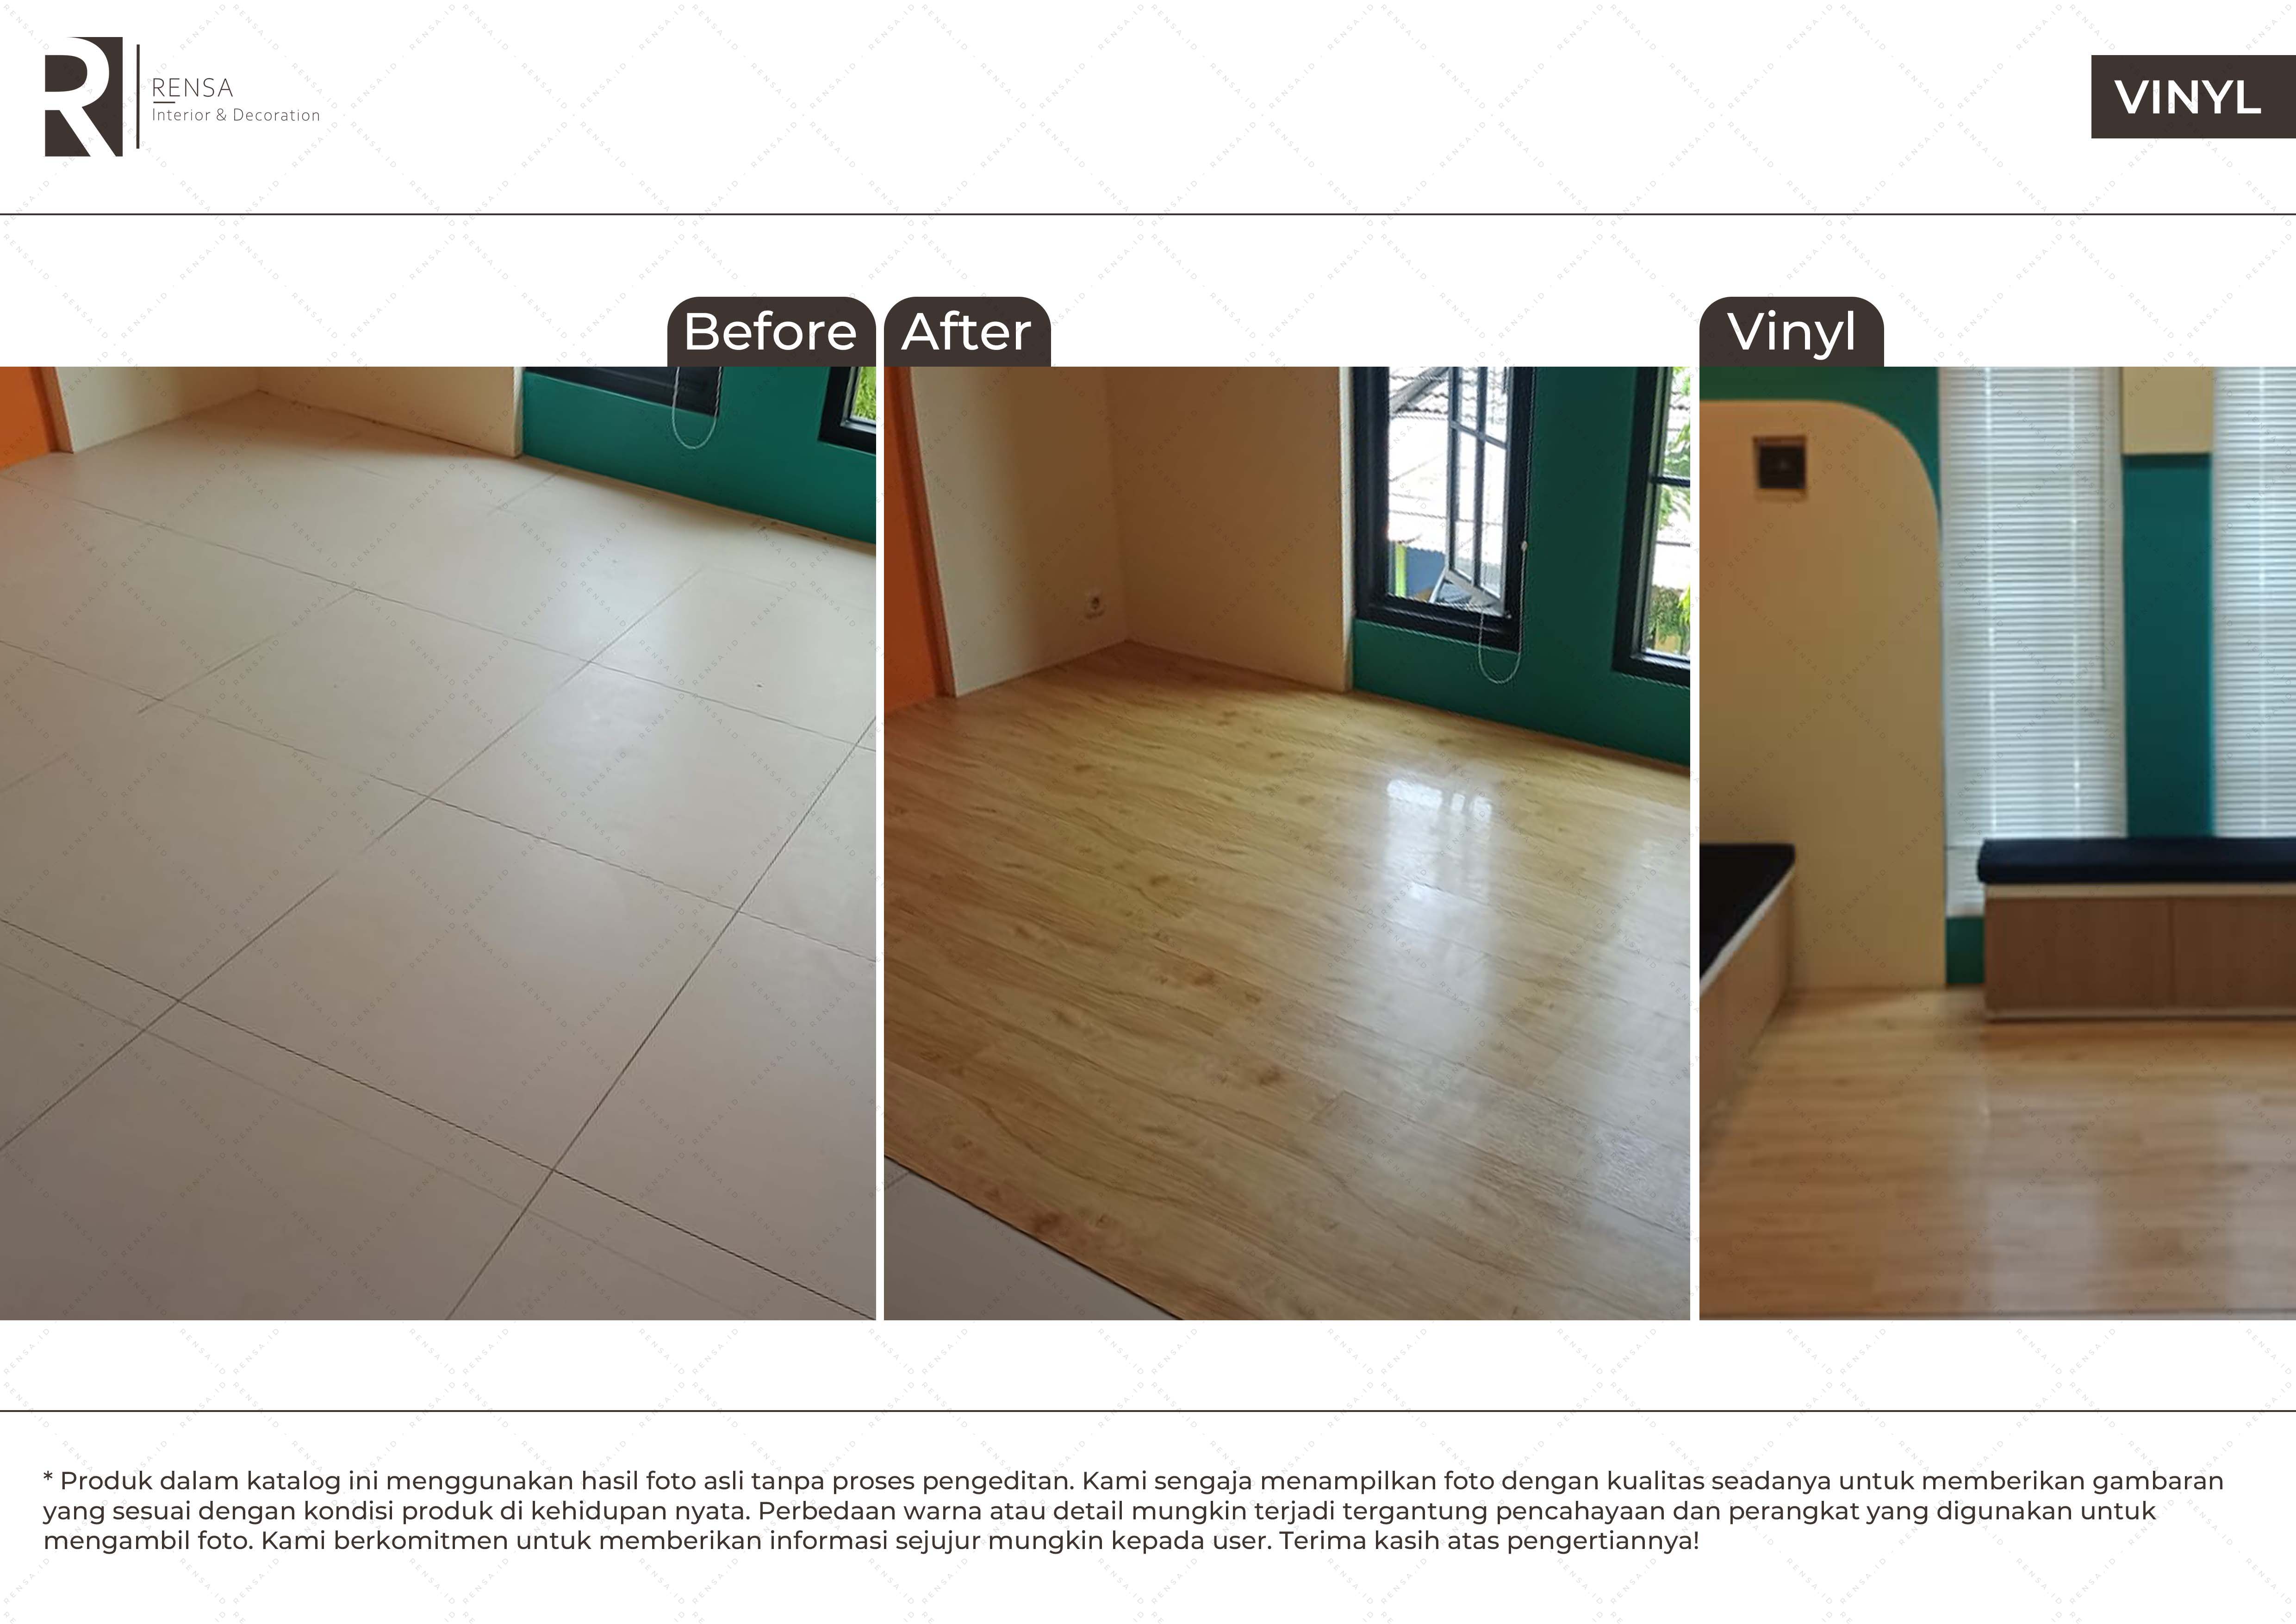 RENSA
Interior & Decoration
VINYL
Before
After
Vinyl
* Produk dalam katalog ini menggunakan hasil foto asli tanpa proses pengeditan. Kami sengaja menampilkan foto dengan kualitas seadanya untuk memberikan gambaran
yang sesuai dengan kondisi produk di kehidupan nyata. Perbedaan warna atau detail mungkin terjadi tergantung pencahayaan dan perangkat yang digunakan untuk
mengambil foto. Kami berkomitmen untuk memberikan informasi sejujur mungkin kepada user. Terima kasih atas pengertiannya!
RENSA.ID